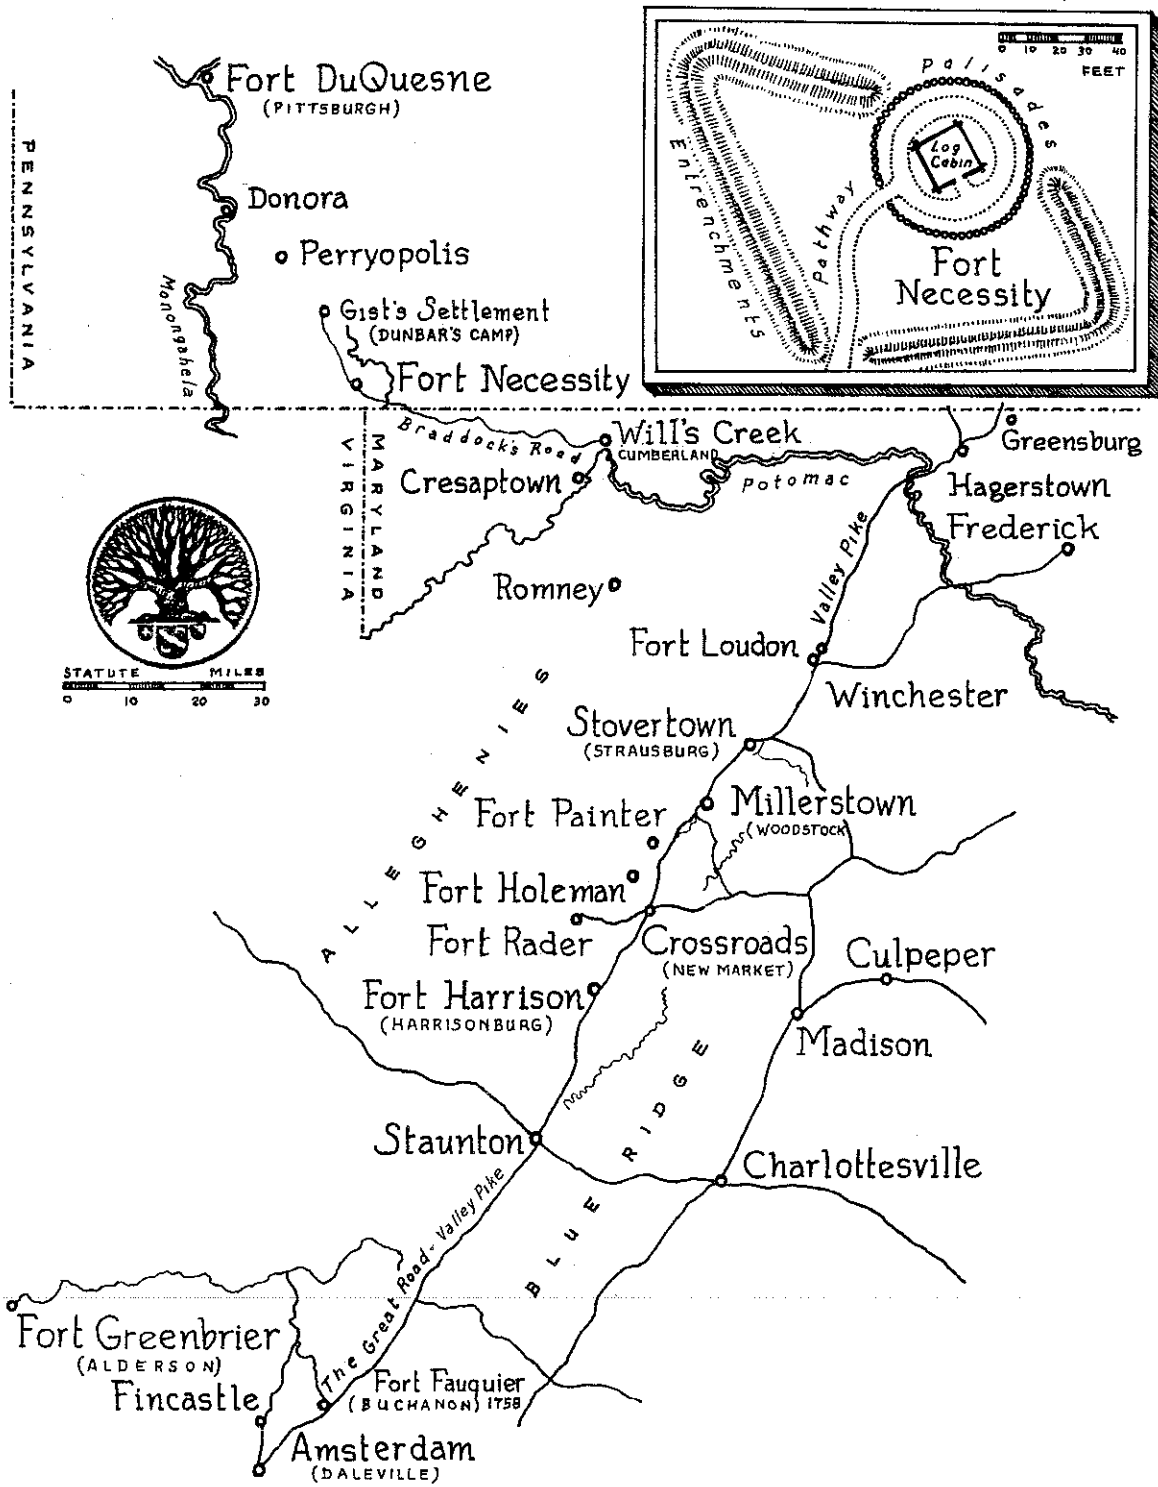 Fort DuQuesne
(PITTSBURGH)
PENNSYLVANIA
Donora
Perryopolis
Monongahela
Gist's Settlement
(DUNBAR'S CAMP)
Fort Necessity
0 10 20 30 40
FEET
Palisades
Log
Cabin
Entrenchments
Pathway
Fort
Necessity
Braddock's Road
Will's Creek
CUMBERLAND
Greensburg
MARYLAND
VIRGINIA
Cresaptown
Potomac
Hagerstown
Frederick
Valley Pike
Romney
Fort Loudon
Winchester
STATUTE MILES
0 10 20 30
Stovertown
(STRAUSBURG)
ALLEGHENIES
Millerstown
(WOODSTOCK)
Fort Painter
Fort Holeman
Fort Rader
Crossroads
(NEW MARKET)
Culpeper
Fort Harrison
(HARRISONBURG)
Madison
BLUE RIDGE
Staunton
Charlottesville
The Great Road - Valley Pike
Fort Greenbrier
(ALDERSON)
Fincastle
Fort Fauquier
(BUCHANON) 1758
Amsterdam
(DALEVILLE)